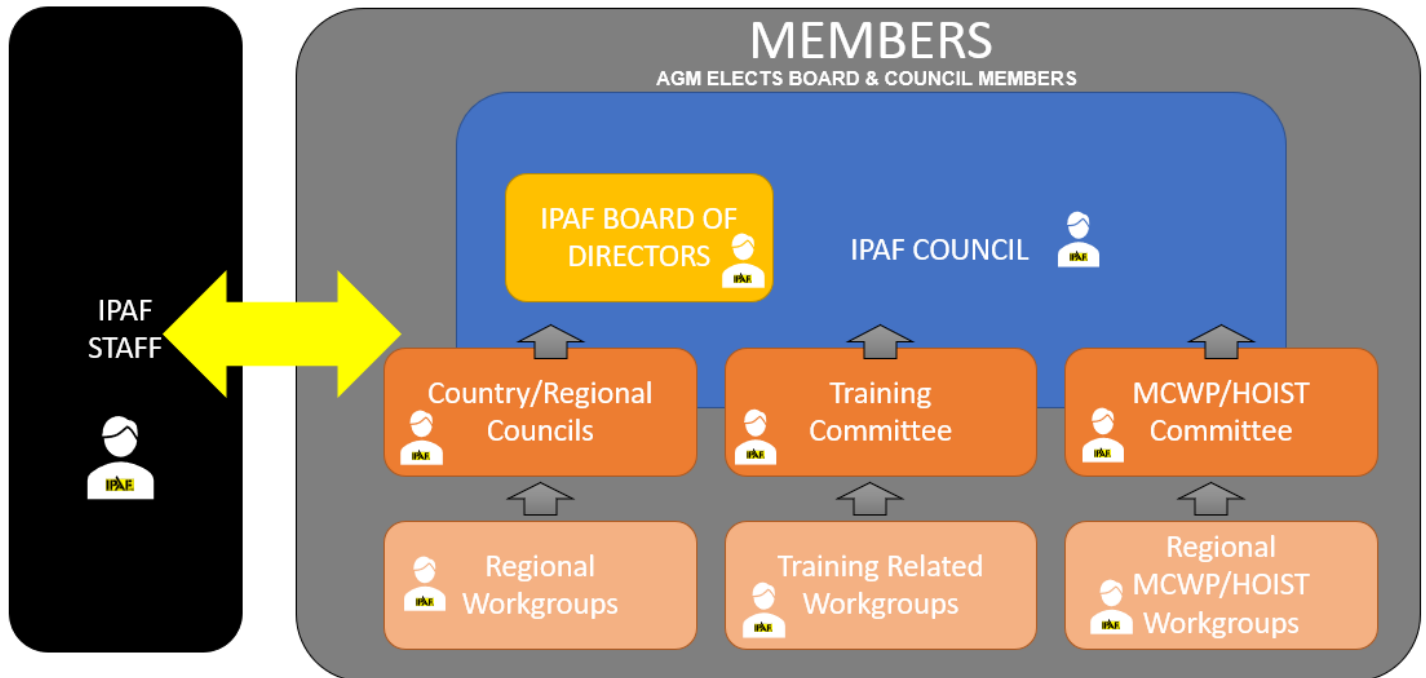 MEMBERS
AGM ELECTS BOARD & COUNCIL MEMBERS
IPAF BOARD OF
DIRECTORS
IPAF
IPAF COUNCIL
IPAF
IPAF
STAFF
IPAF
Country/Regional
Councils
IPAF
Training
Committee
IPAF
MCWP/HOIST
Committee
IPAF
Regional
Workgroups
IPAF
Training Related
Workgroups
IPAF
Regional
MCWP/HOIST
Workgroups
IPAF